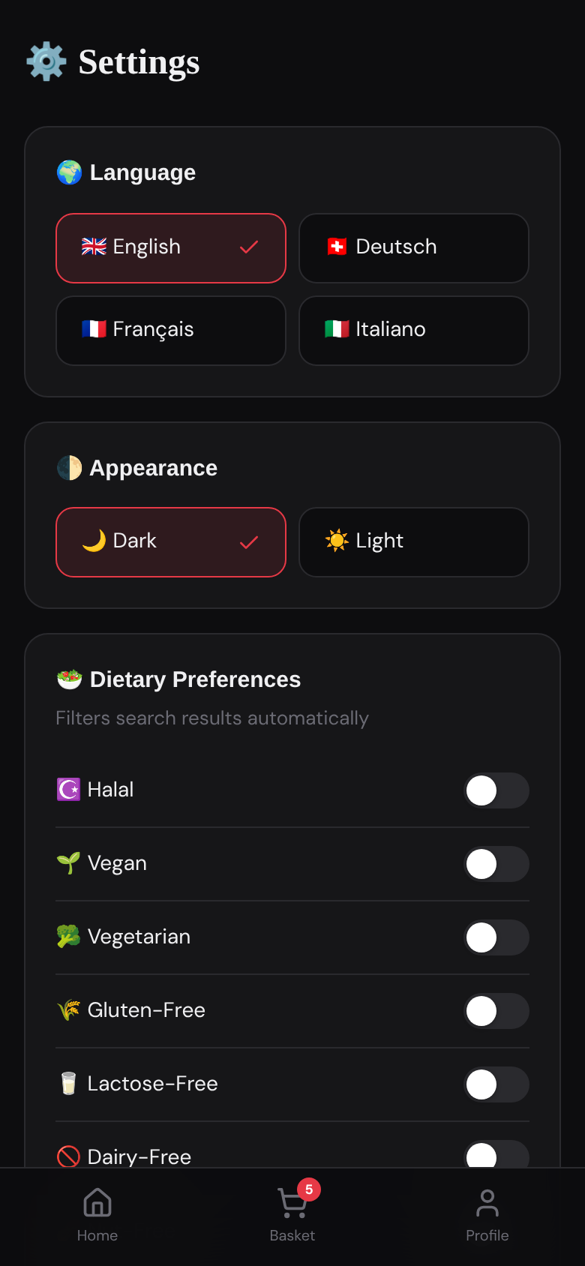 ⚙️ Settings
🌍 Language
🇬🇧 English
🇨🇭 Deutsch
🇫🇷 Français
🇮🇹 Italiano
🌓 Appearance
🌙 Dark
☀️ Light
🥗 Dietary Preferences
Filters search results automatically
☪️ Halal
🌱 Vegan
🥦 Vegetarian
🌾 Gluten-Free
🥛 Lactose-Free
🚫 Dairy-Free
5
Home
Basket
Profile